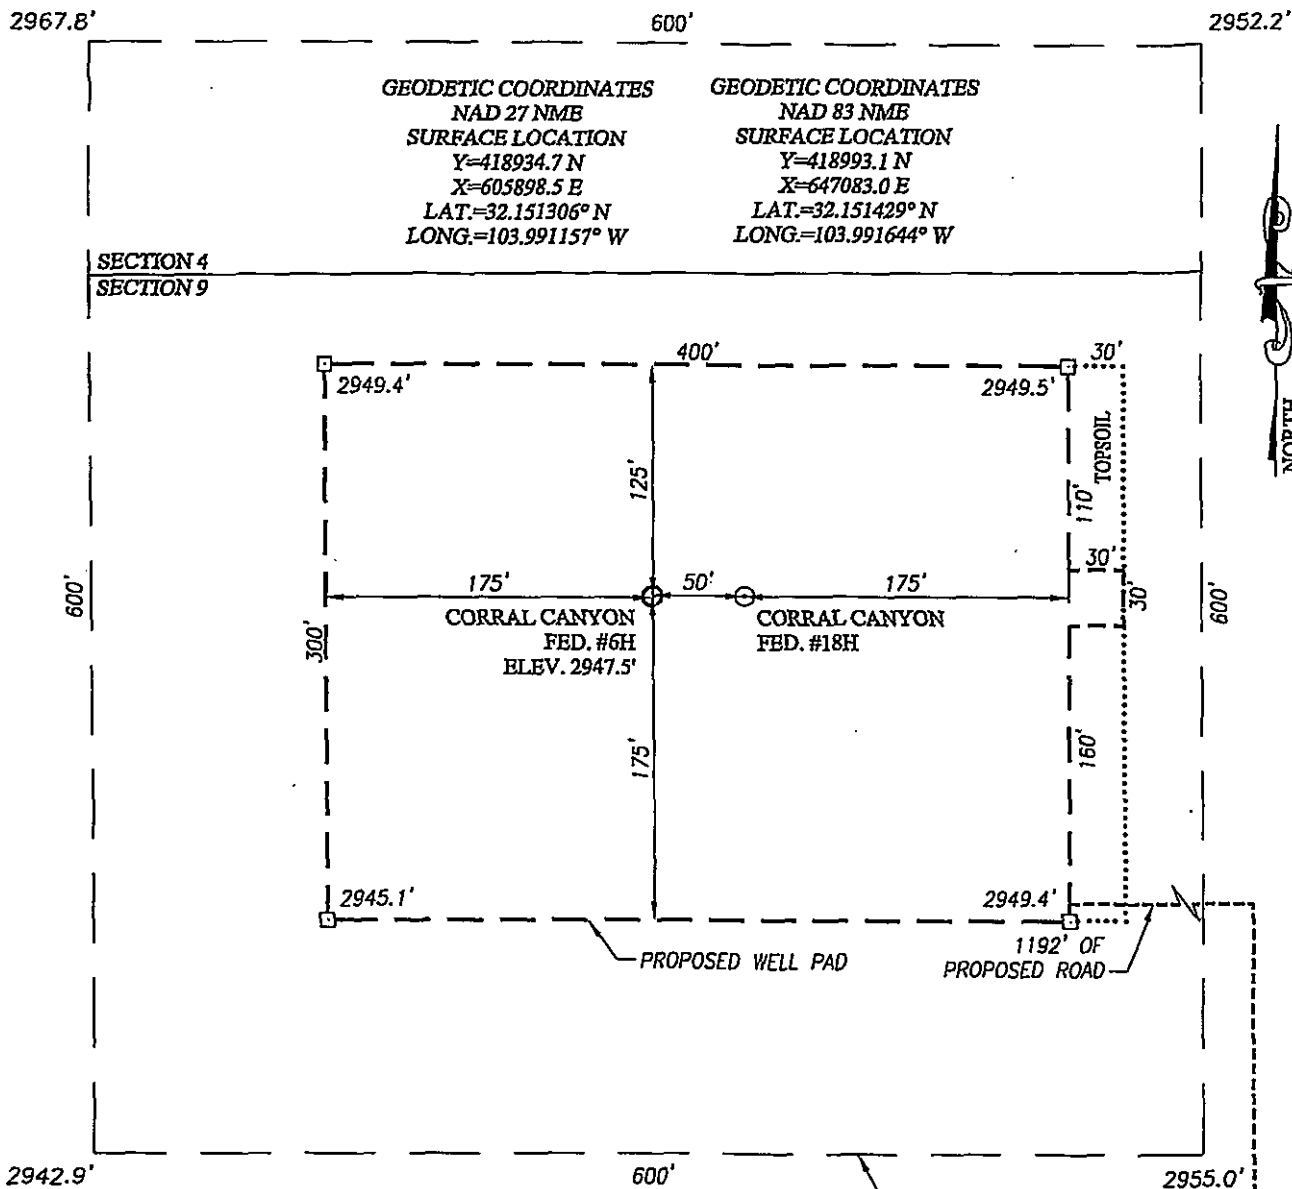 2967.8'
600'
2952.2'
GEODETIC COORDINATES
NAD 27 NME
SURFACE LOCATION
Y=418934.7 N
X=605898.5 E
LAT.=32.151306° N
LONG.=103.991157° W
GEODETIC COORDINATES
NAD 83 NME
SURFACE LOCATION
Y=418993.1 N
X=647083.0 E
LAT.=32.151429° N
LONG.=103.991644° W
SECTION 4
SECTION 9
NORTH
400'
30'
2949.4'
2949.5'
TOPSOIL
125'
110'
30'
175'
50'
175'
30'
600'
600'
300'
CORRAL CANYON
FED. #6H
ELEV. 2947.5'
CORRAL CANYON
FED. #18H
175'
160'
2945.1'
2949.4'
PROPOSED WELL PAD
1192' OF
PROPOSED ROAD
2942.9'
600'
2955.0'